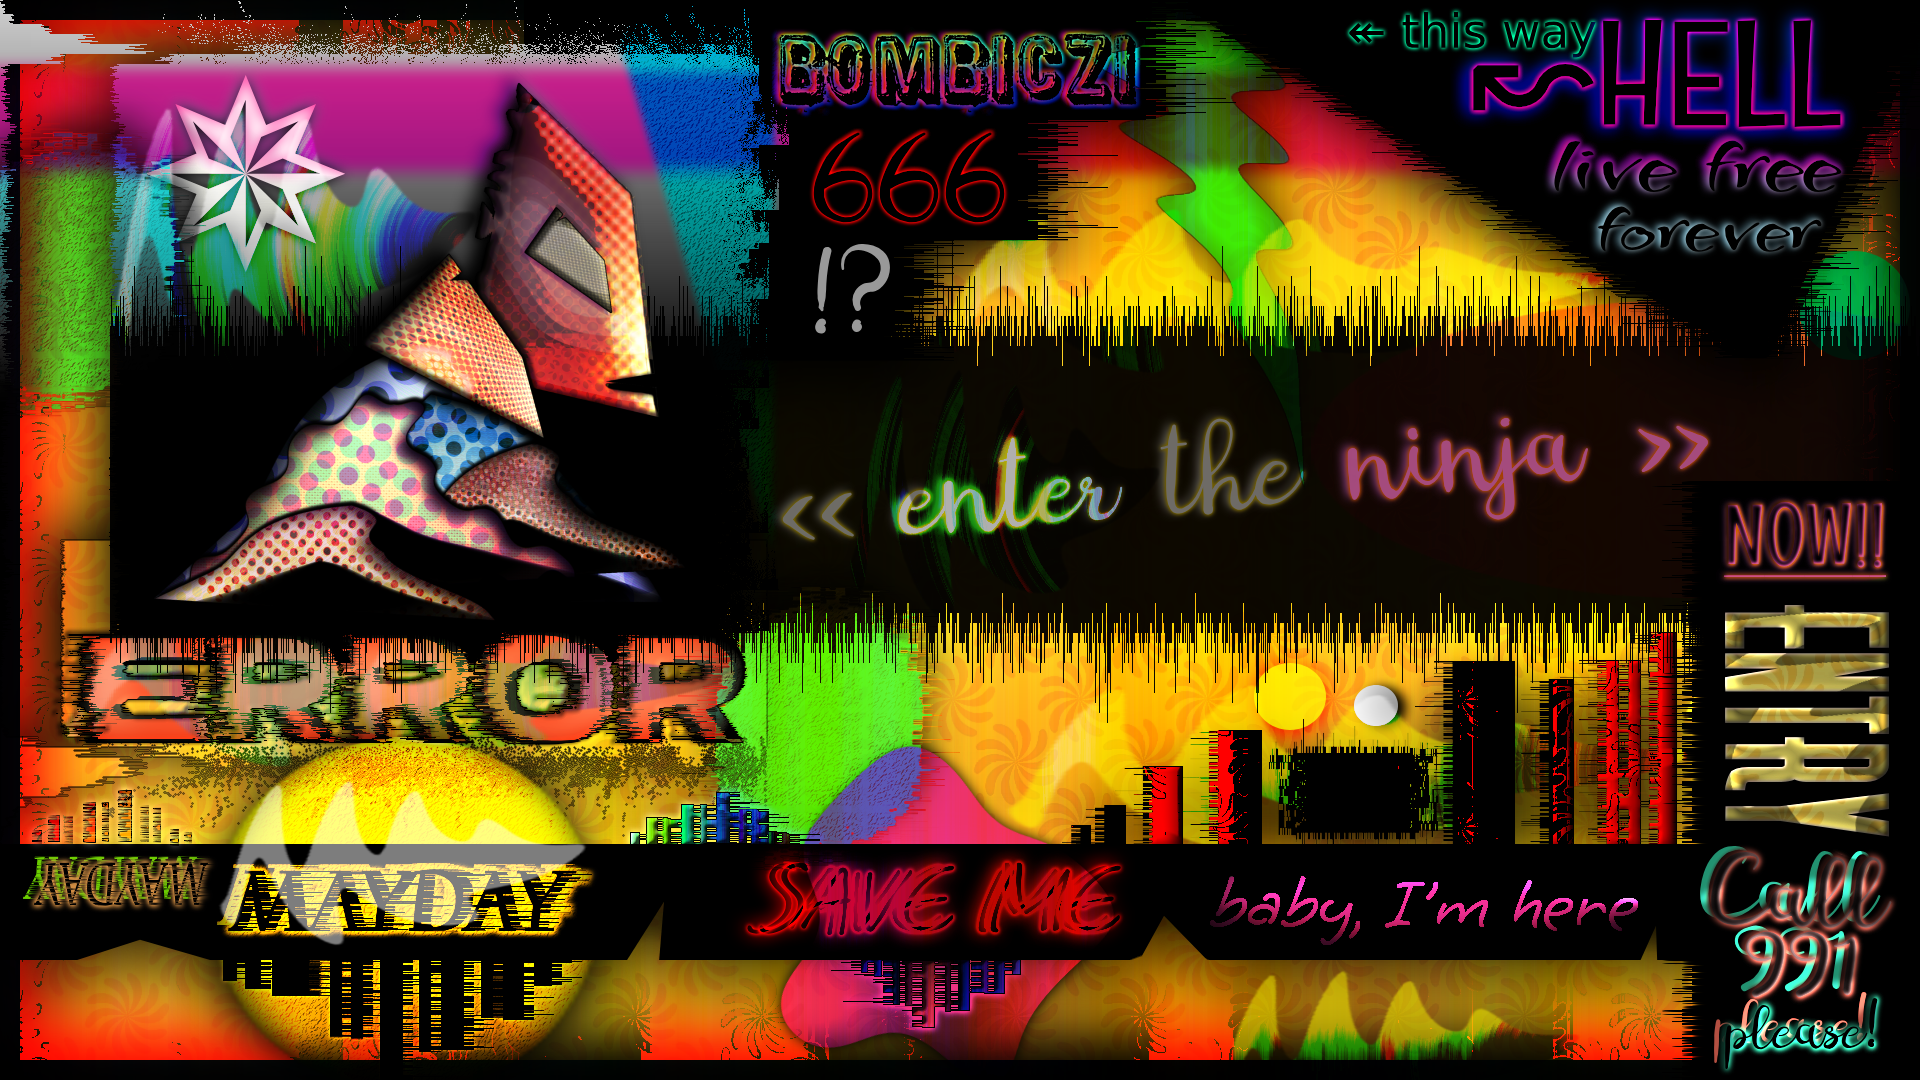 BOMBICZI
666
!?
↞ this way
HELL
live free
forever
<< enter the ninja >>
NOW!!
ENTRY
ERROR
MAYDAY
MAYDAY
SAVE ME
baby, I'm here
Calll
991
please!